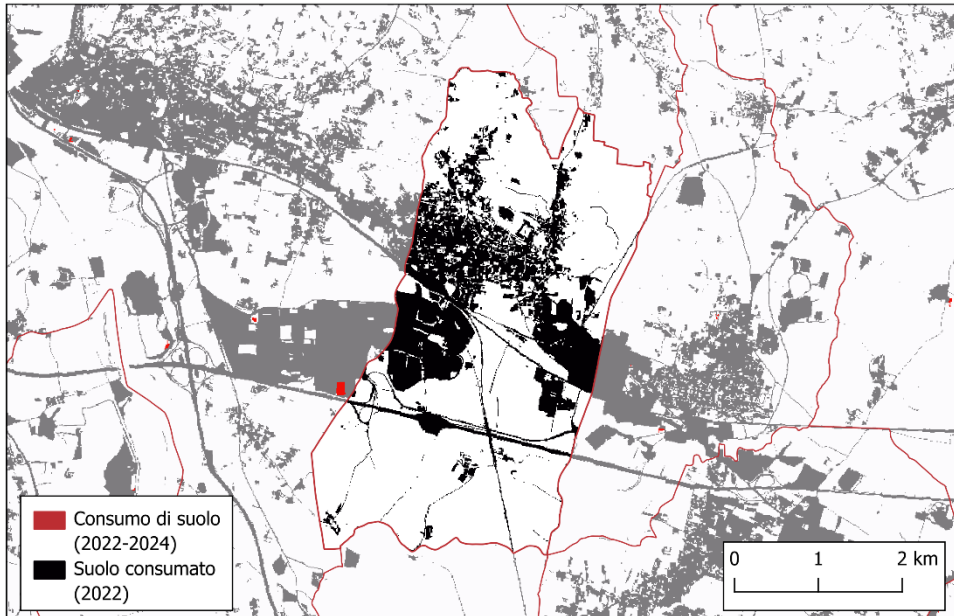 Consumo di suolo
(2022-2024)
Suolo consumato
(2022)
0 1 2 km